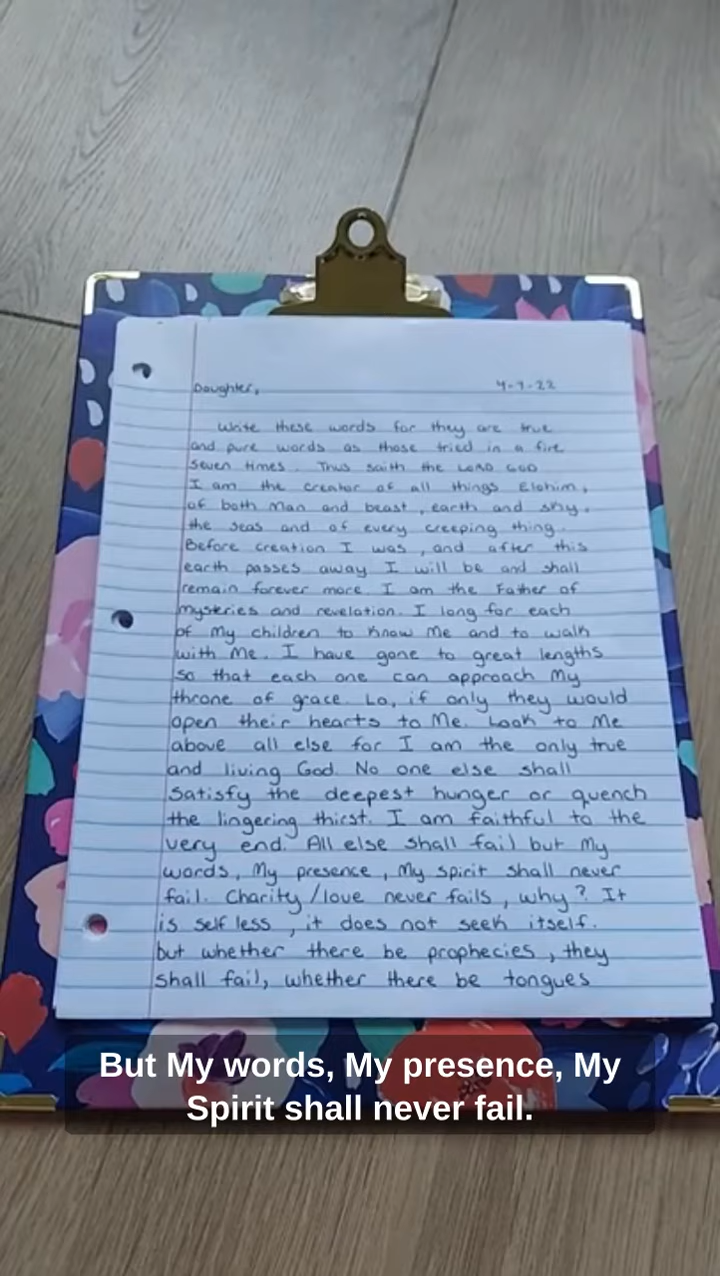 Daughter, 4-7-22
Write these words for they are true
and pure words as those tried in a fire
seven times. Thus saith the LORD GOD
I am the creator of all things Elohim,
of both man and beast, earth and sky,
the seas and of every creeping thing.
Before creation I was, and after this
earth passes away I will be and shall
remain forever more. I am the Father of
mysteries and revelation. I long for each
of My children to know Me and to walk
with Me. I have gone to great lengths
so that each one can approach My
throne of grace. Lo, if only they would
open their hearts to Me. Look to Me
above all else for I am the only true
and living God. No one else shall
satisfy the deepest hunger or quench
the lingering thirst. I am faithful to the
very end. All else shall fail but My
words, My presence, My spirit shall never
fail. Charity/love never fails, why? It
is self less, it does not seek itself.
but whether there be prophecies, they
shall fail, whether there be tongues
But My words, My presence, My
Spirit shall never fail.